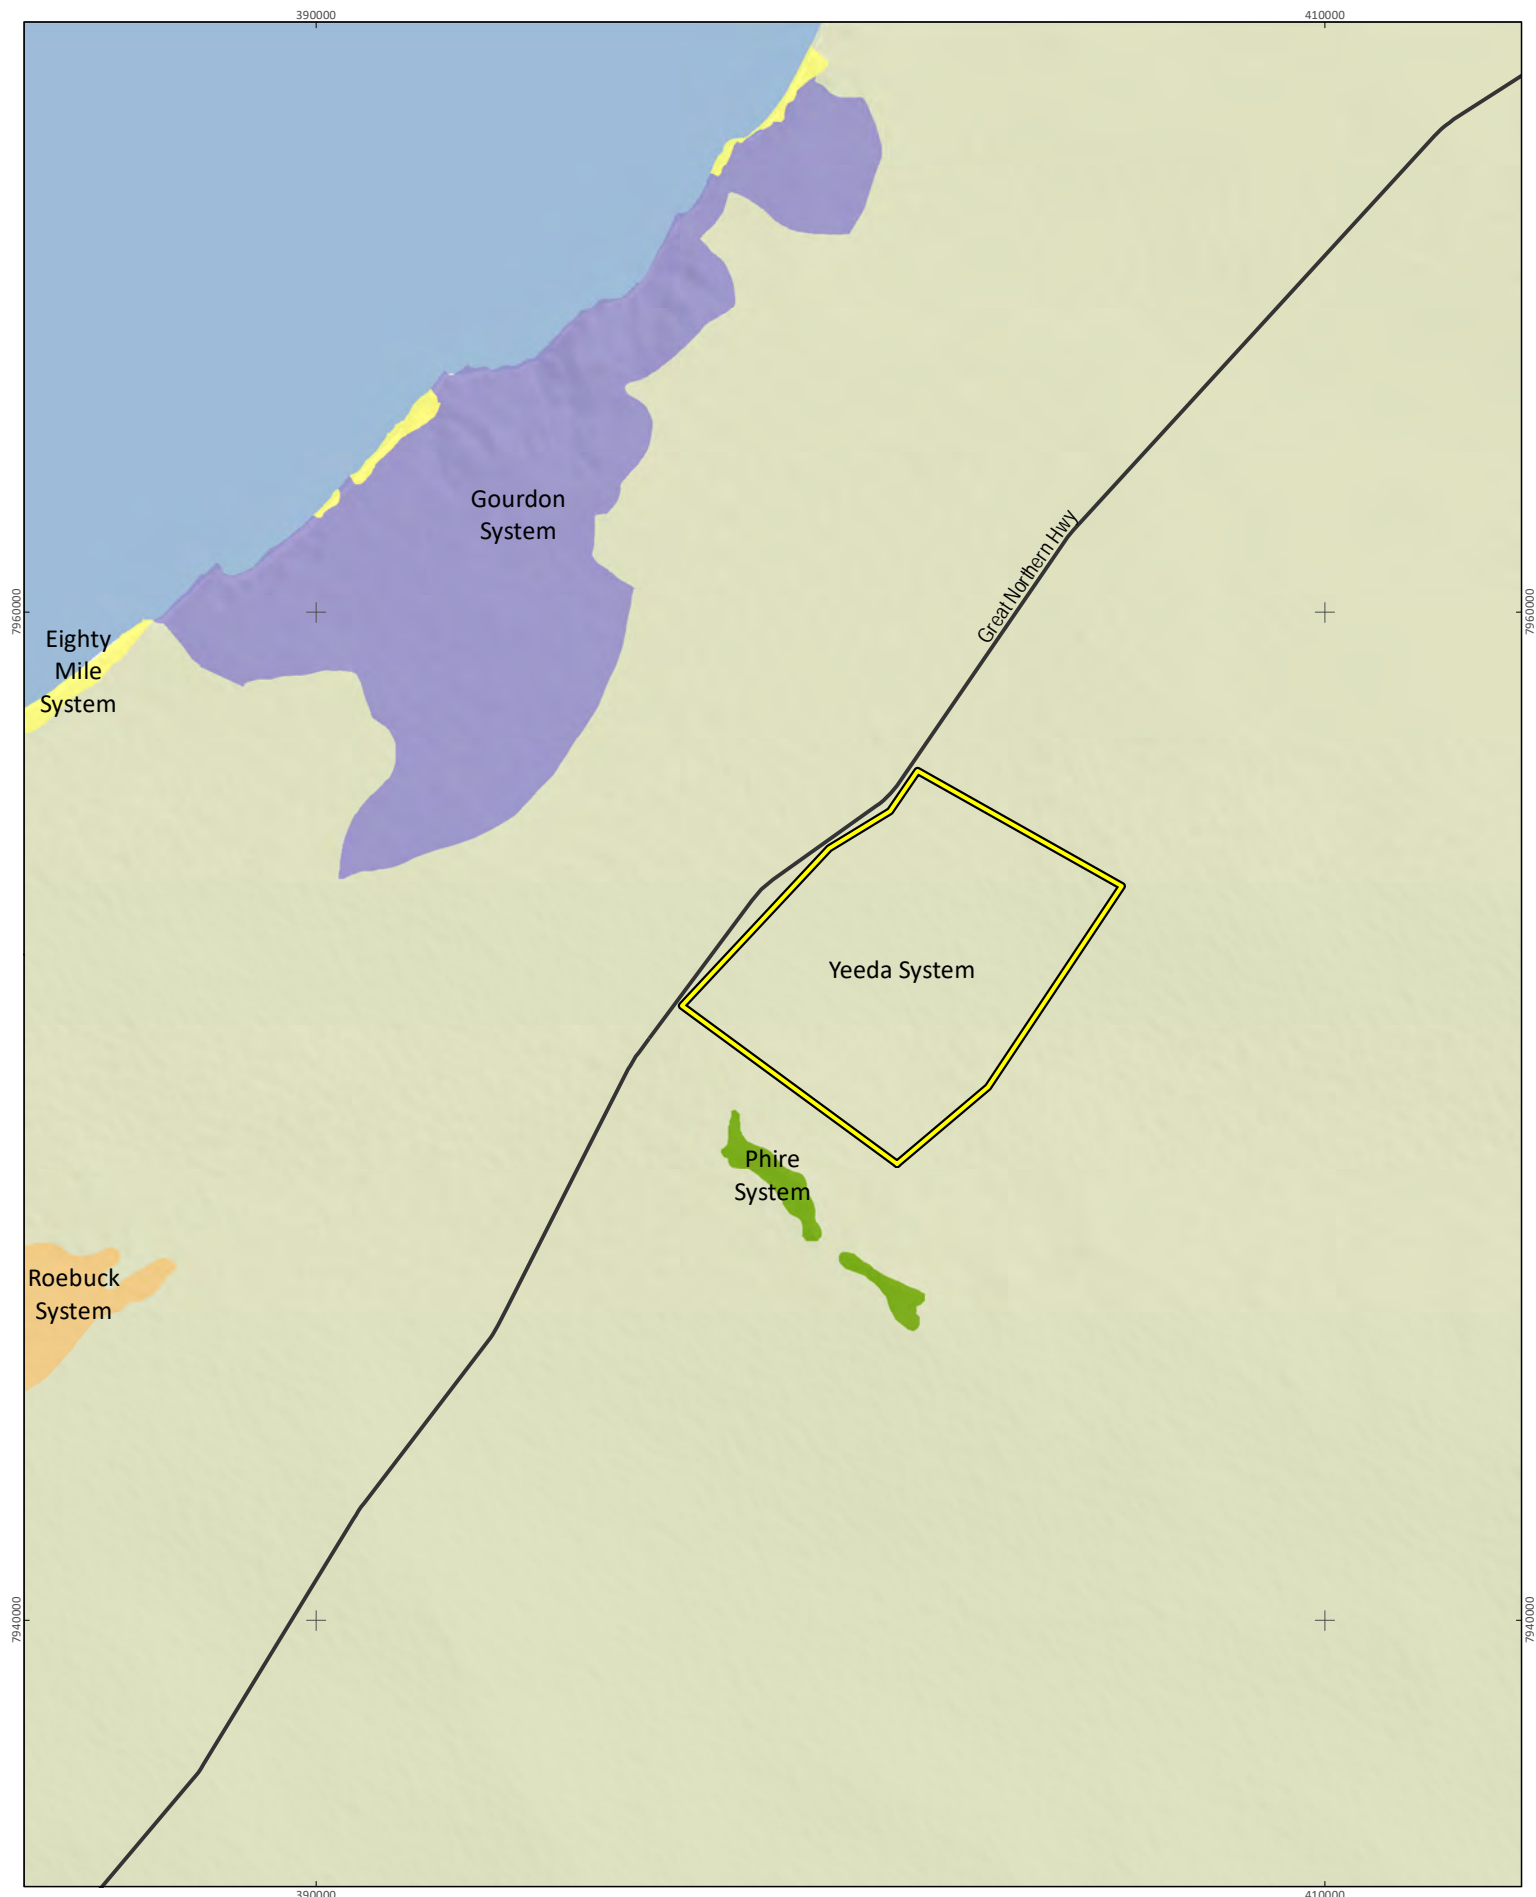 390000
410000
Gourdon
System
Great Northern Hwy
7960000
7960000
Eighty
Mile
System
Yeeda System
Phire
System
Roebuck
System
7940000
7940000
390000
410000